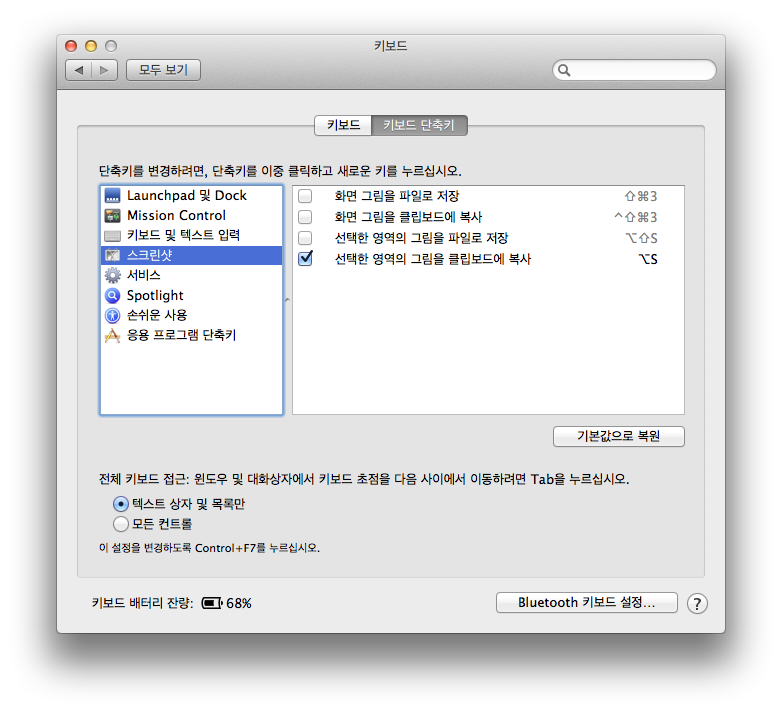 키보드
모두 보기
키보드 키보드 단축키
단축키를 변경하려면, 단축키를 이중 클릭하고 새로운 키를 누르십시오.
Launchpad 및 Dock
Mission Control
키보드 및 텍스트 입력
스크린샷
서비스
Spotlight
손쉬운 사용
응용 프로그램 단축키
화면 그림을 파일로 저장 ⇧⌘3
화면 그림을 클립보드에 복사 ^⇧⌘3
선택한 영역의 그림을 파일로 저장 ⌥⇧S
선택한 영역의 그림을 클립보드에 복사 ⌥S
기본값으로 복원
전체 키보드 접근: 윈도우 및 대화상자에서 키보드 초점을 다음 사이에서 이동하려면 Tab을 누르십시오.
텍스트 상자 및 목록만
모든 컨트롤
이 설정을 변경하도록 Control+F7를 누르십시오.
키보드 배터리 잔량: 68%
Bluetooth 키보드 설정... ?